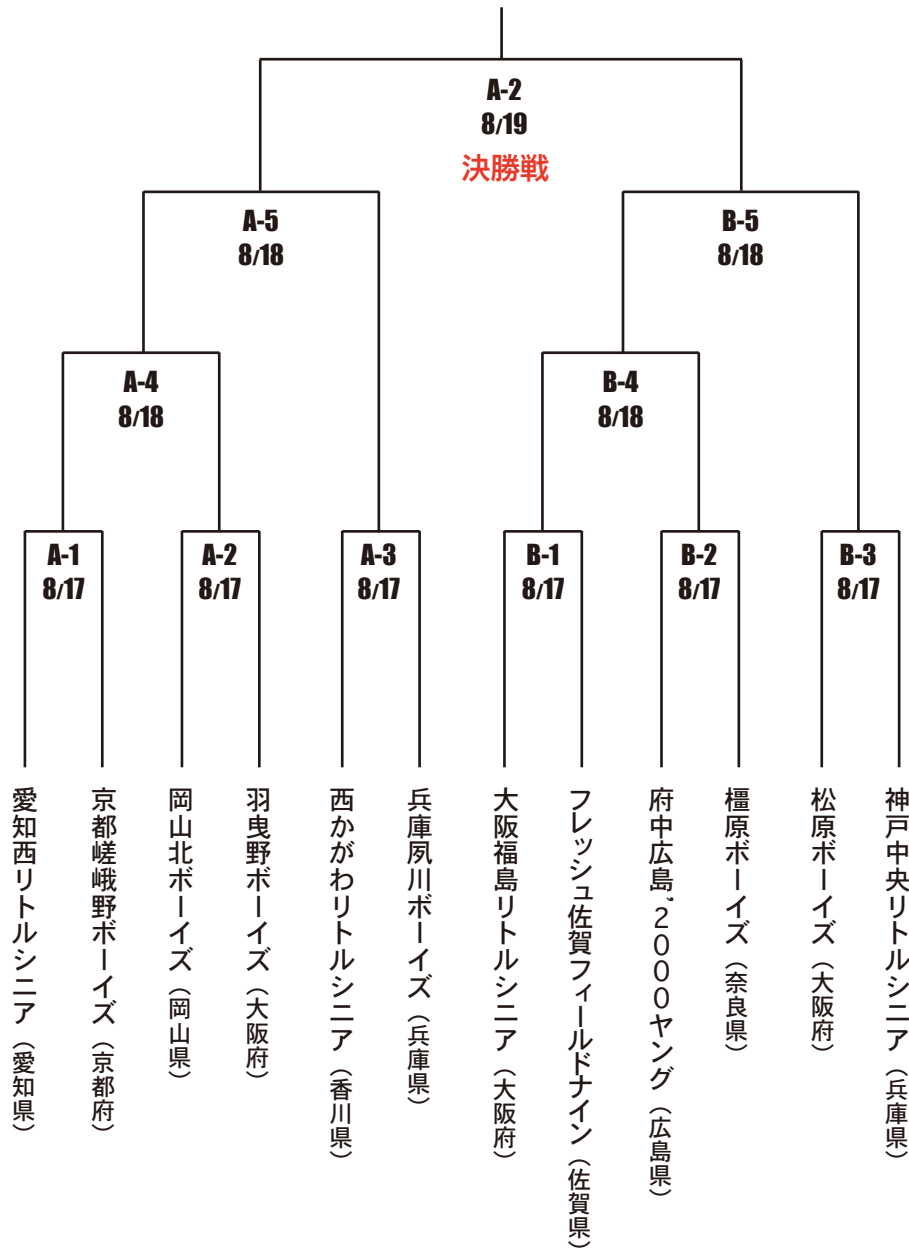 A-2
8/19
決勝戦
A-5
8/18
B-5
8/18
A-4
8/18
B-4
8/18
A-1
8/17
A-2
8/17
A-3
8/17
B-1
8/17
B-2
8/17
B-3
8/17
愛知西リトルシニア（愛知県）
京都嵯峨野ボーイズ（京都府）
岡山北ボーイズ（岡山県）
羽曳野ボーイズ（大阪府）
西かがわリトルシニア（香川県）
兵庫夙川ボーイズ（兵庫県）
大阪福島リトルシニア（大阪府）
フレッシュ佐賀フィールドナイン（佐賀県）
府中広島,2000ヤング（広島県）
橿原ボーイズ（奈良県）
松原ボーイズ（大阪府）
神戸中央リトルシニア（兵庫県）